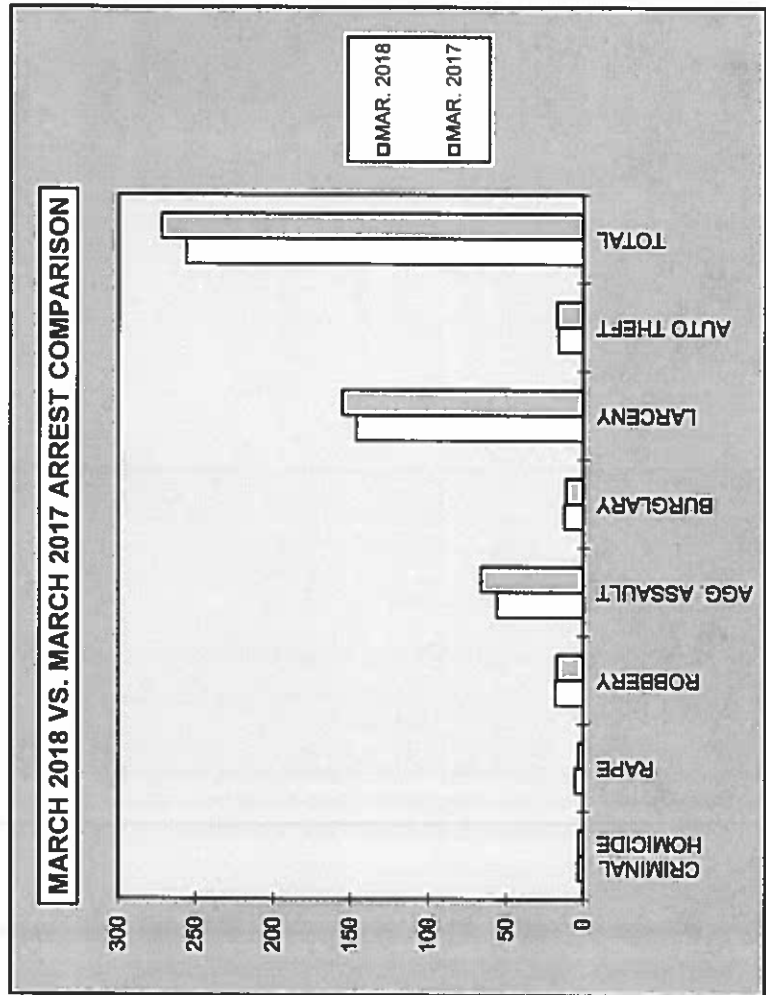 MARCH 2018 VS. MARCH 2017 ARREST COMPARISON
300
250
200
150
100
50
0
CRIMINAL
HOMICIDE
RAPE
ROBBERY
AGG. ASSAULT
BURGLARY
LARCENY
AUTO THEFT
TOTAL
MAR. 2018
MAR. 2017